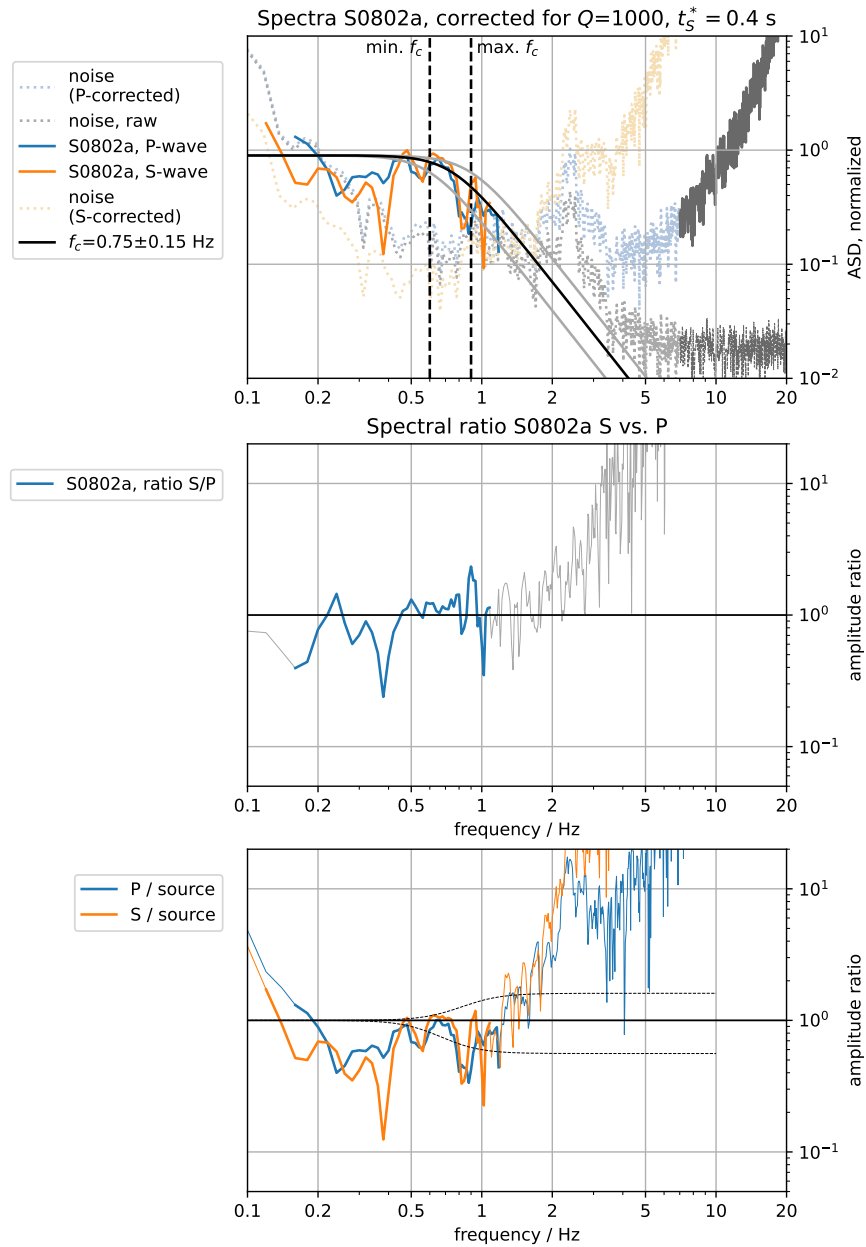 Spectra S0802a, corrected for Q=1000, t*S = 0.4 s
min. fc
max. fc
noise
(P-corrected)
noise, raw
S0802a, P-wave
S0802a, S-wave
noise
(S-corrected)
fc=0.75±0.15 Hz
10¹
10⁰
10⁻¹
10⁻²
ASD, normalized
0.1 0.2 0.5 1 2 5 10 20
Spectral ratio S0802a S vs. P
S0802a, ratio S/P
10¹
10⁰
10⁻¹
amplitude ratio
0.1 0.2 0.5 1 2 5 10 20
frequency / Hz
P / source
S / source
10¹
10⁰
10⁻¹
amplitude ratio
0.1 0.2 0.5 1 2 5 10 20
frequency / Hz